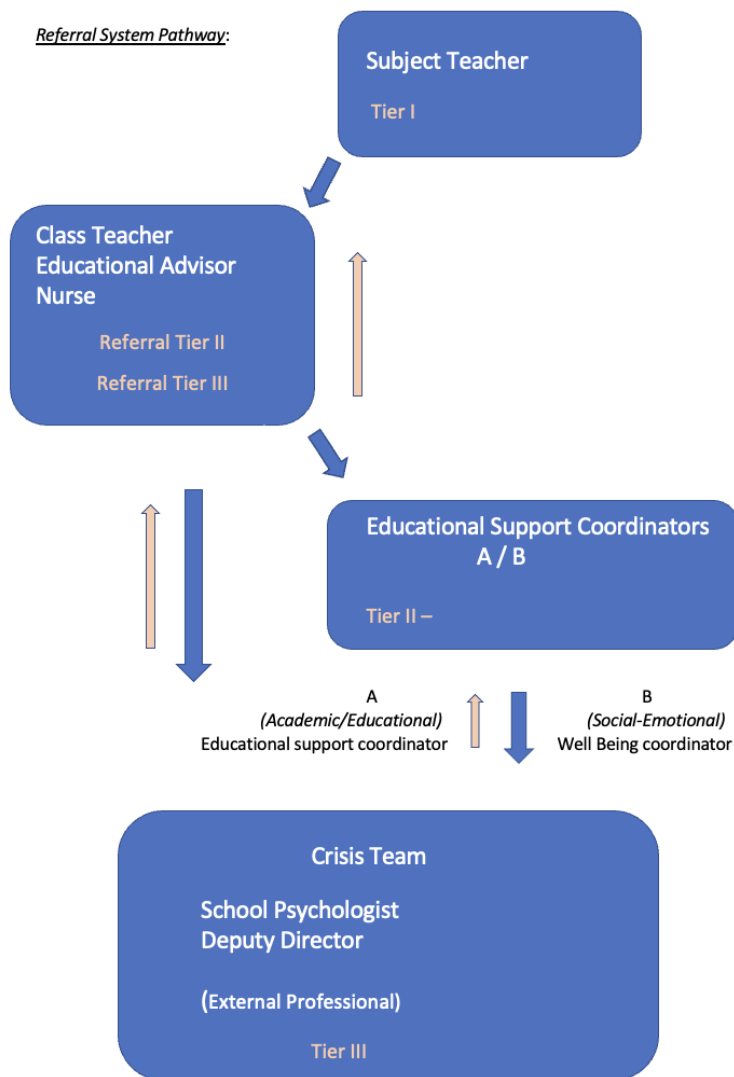 Referral System Pathway:
Subject Teacher
Tier I
Class Teacher
Educational Advisor
Nurse
Referral Tier II
Referral Tier III
Educational Support Coordinators
A / B
Tier II –
A
(Academic/Educational)
Educational support coordinator
B
(Social-Emotional)
Well Being coordinator
Crisis Team
School Psychologist
Deputy Director
(External Professional)
Tier III